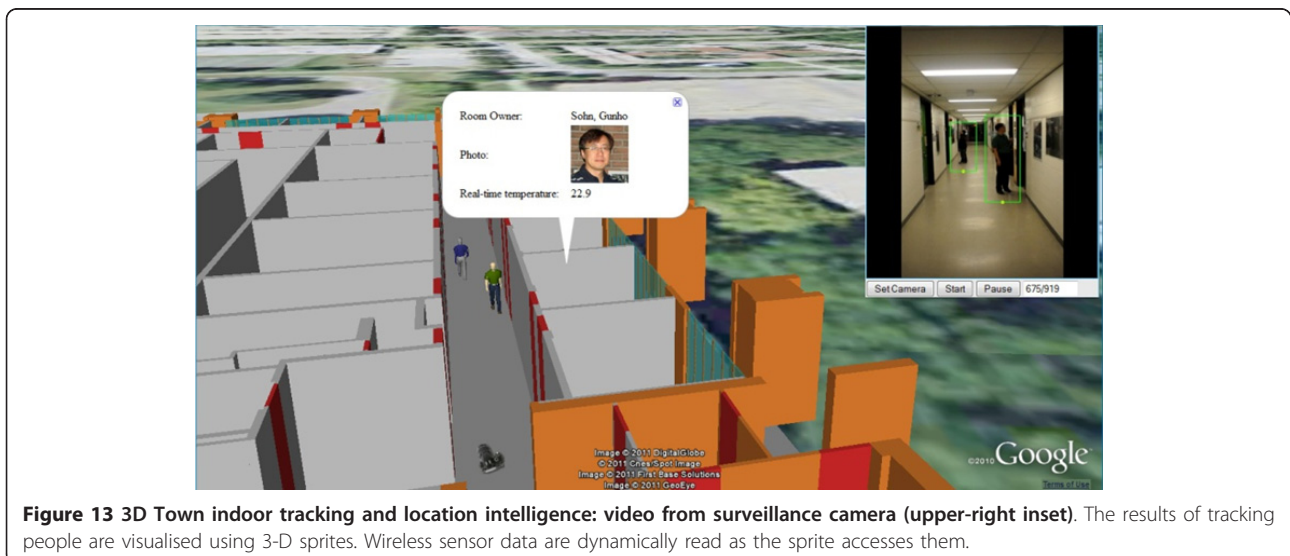 Room Owner: Sohn, Gunho
Photo:
Real-time temperature: 22.9
Set Camera Start Pause 675/919
Image © 2011 DigitalGlobe
© 2011 Cnes/Spot Image
Image © 2011 First Base Solutions
Image © 2011 GeoEye
©2010 Google
Terms of Use
Figure 13 3D Town indoor tracking and location intelligence: video from surveillance camera (upper-right inset). The results of tracking
people are visualised using 3-D sprites. Wireless sensor data are dynamically read as the sprite accesses them.